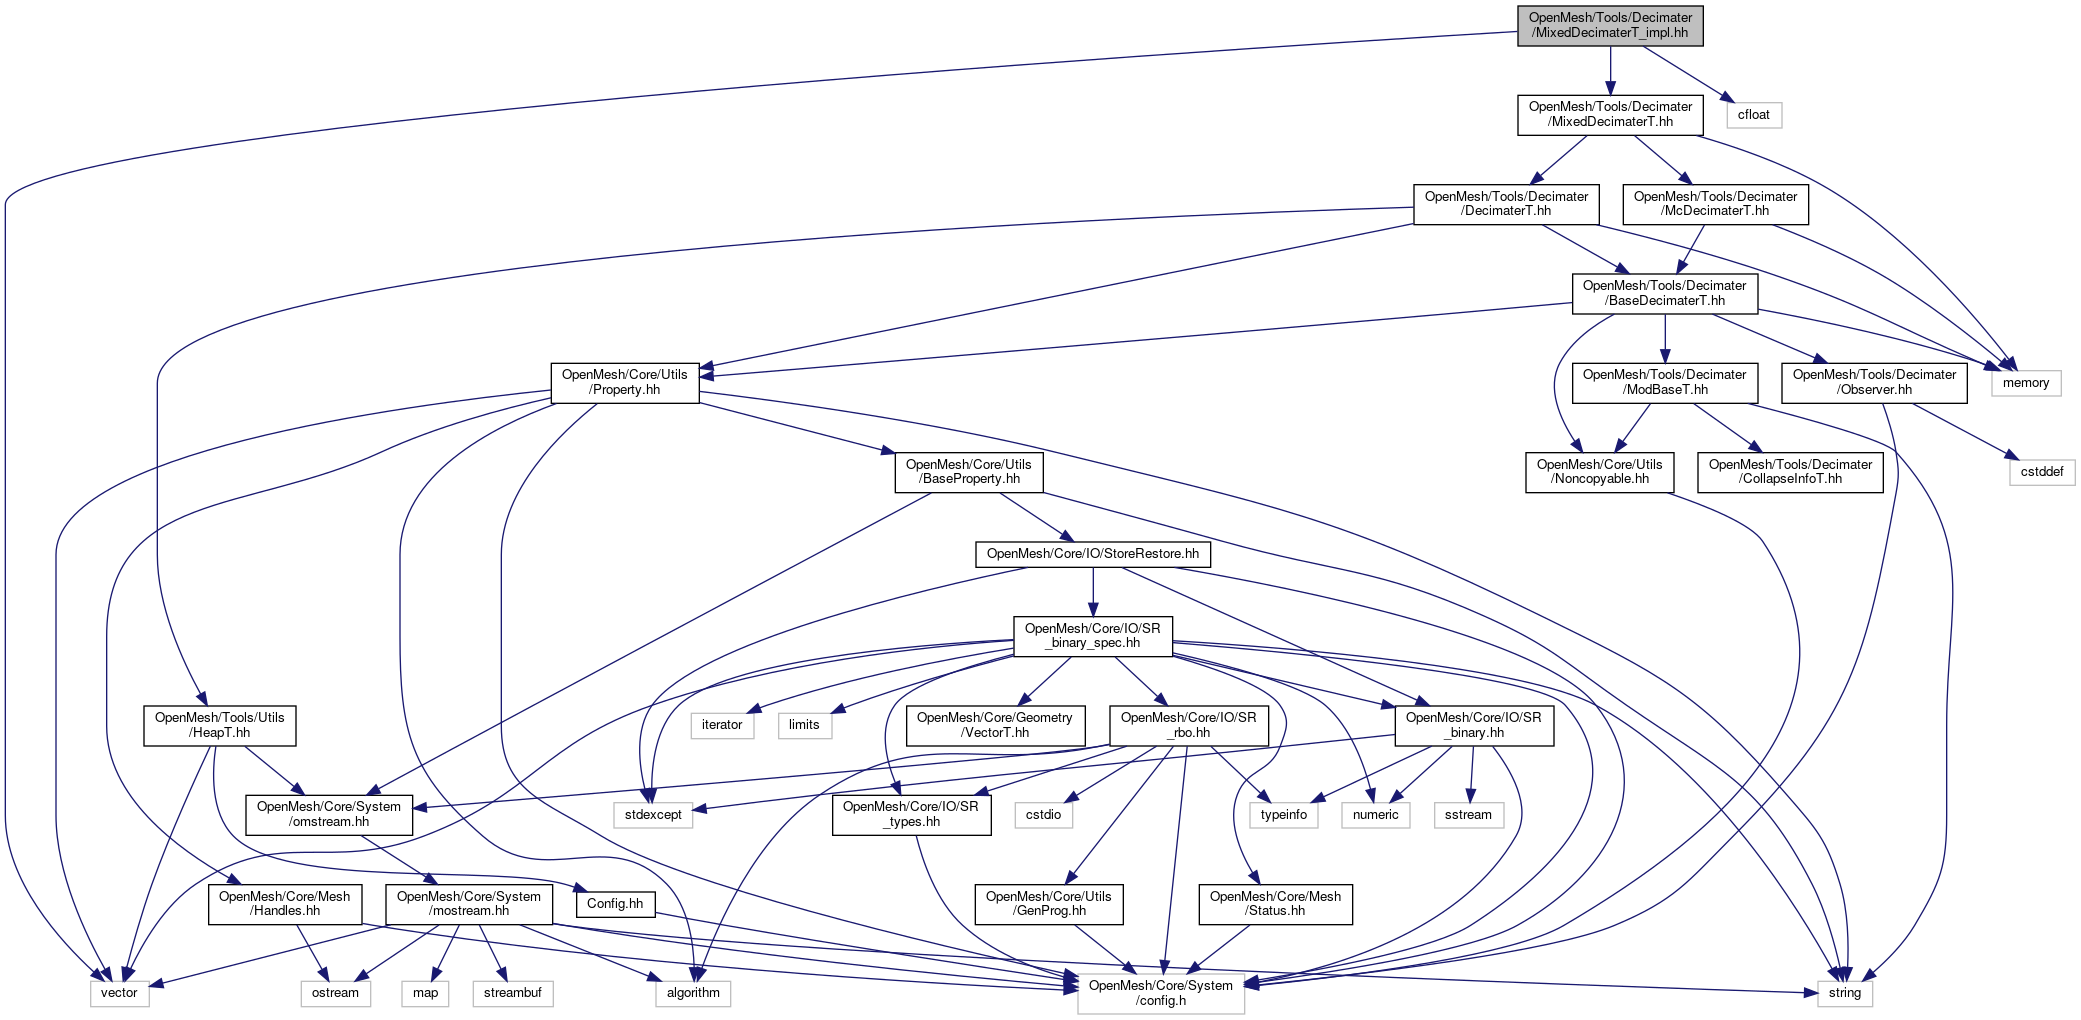 OpenMesh/Tools/Decimater
/MixedDecimaterT_impl.hh
OpenMesh/Tools/Decimater
/MixedDecimaterT.hh
cfloat
OpenMesh/Tools/Decimater
/DecimaterT.hh
OpenMesh/Tools/Decimater
/McDecimaterT.hh
OpenMesh/Tools/Decimater
/BaseDecimaterT.hh
OpenMesh/Core/Utils
/Property.hh
OpenMesh/Tools/Decimater
/ModBaseT.hh
OpenMesh/Tools/Decimater
/Observer.hh
memory
OpenMesh/Core/Utils
/BaseProperty.hh
OpenMesh/Core/Utils
/Noncopyable.hh
OpenMesh/Tools/Decimater
/CollapseInfoT.hh
cstddef
OpenMesh/Core/IO/StoreRestore.hh
OpenMesh/Core/IO/SR
_binary_spec.hh
OpenMesh/Tools/Utils
/HeapT.hh
iterator
limits
OpenMesh/Core/Geometry
/VectorT.hh
OpenMesh/Core/IO/SR
_rbo.hh
OpenMesh/Core/IO/SR
_binary.hh
OpenMesh/Core/System
/omstream.hh
stdexcept
OpenMesh/Core/IO/SR
_types.hh
cstdio
typeinfo
numeric
sstream
OpenMesh/Core/Mesh
/Handles.hh
OpenMesh/Core/System
/mostream.hh
Config.hh
OpenMesh/Core/Utils
/GenProg.hh
OpenMesh/Core/Mesh
/Status.hh
vector
ostream
map
streambuf
algorithm
OpenMesh/Core/System
/config.h
string